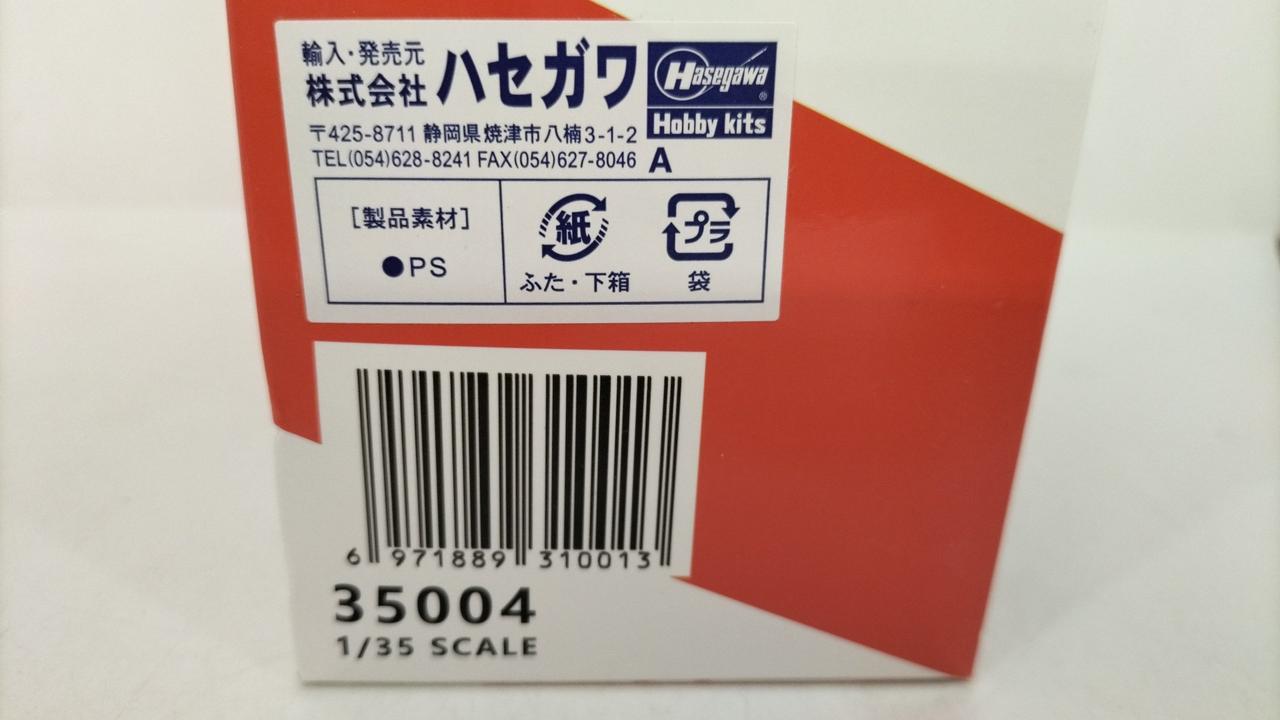 輸入・発売元
株式会社 ハセガワ
Hasegawa ®
Hobby kits
〒425-8711 静岡県焼津市八楠3-1-2
TEL(054)628-8241 FAX(054)627-8046 A
[製品素材]
●PS
紙
ふた・下箱
プラ
袋
6 971889 310013
35004
1/35 SCALE